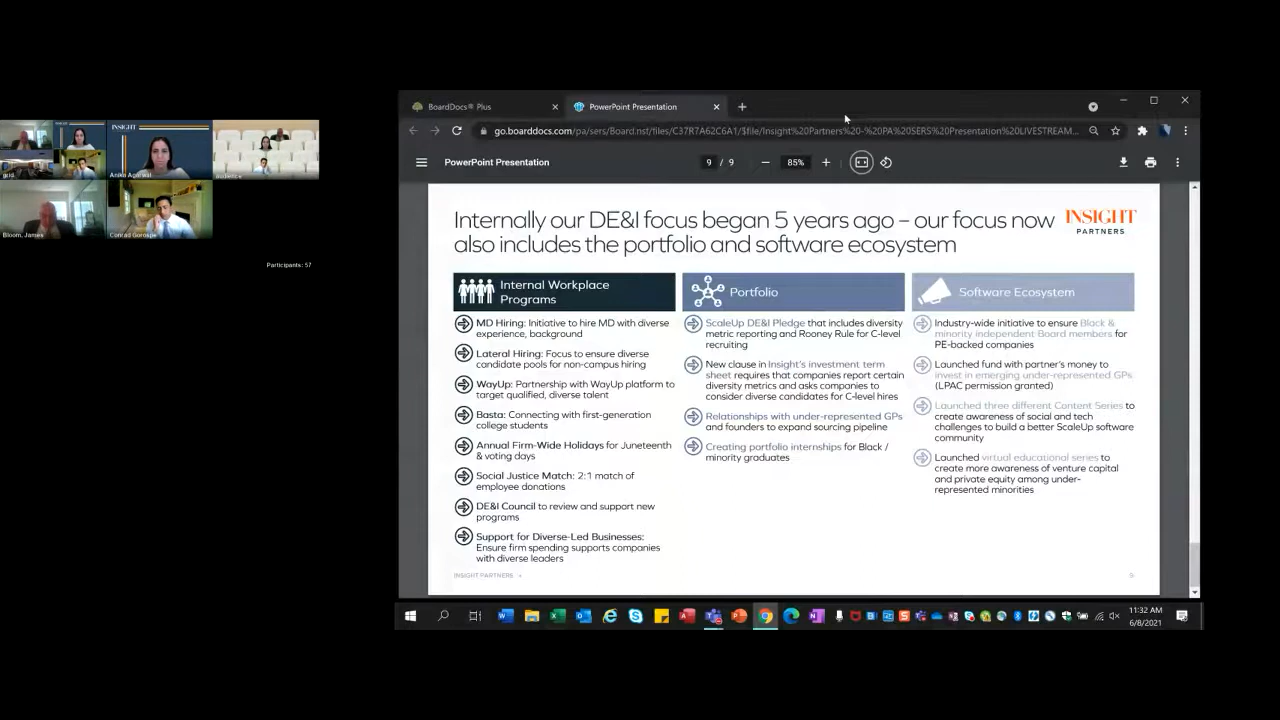 INSIGHT
grid
Anika Agarwal
Audience
Bloom, James
Conrad Gorospe
Participants: 57
BoardDocs® Plus
PowerPoint Presentation
go.boarddocs.com/pa/sers/Board.nsf/files/C37R7A62C6A1/$file/Insight%20Partners%20-%20PA%20SERS%20Presentation%20LIVESTREAM...
PowerPoint Presentation
9 / 9
85%
Internally our DE&I focus began 5 years ago – our focus now
also includes the portfolio and software ecosystem
INSIGHT
PARTNERS
Internal Workplace
Programs
MD Hiring: Initiative to hire MD with diverse
experience, background
Lateral Hiring: Focus to ensure diverse
candidate pools for non-campus hiring
WayUp: Partnership with WayUp platform to
target qualified, diverse talent
Basta: Connecting with first-generation
college students
Annual Firm-Wide Holidays for Juneteenth
& voting days
Social Justice Match: 2:1 match of
employee donations
DE&I Council to review and support new
programs
Support for Diverse-Led Businesses:
Ensure firm spending supports companies
with diverse leaders
Portfolio
ScaleUp DE&I Pledge that includes diversity
metric reporting and Rooney Rule for C-level
recruiting
New clause in Insight's investment term
sheet requires that companies report certain
diversity metrics and asks companies to
consider diverse candidates for C-level hires
Relationships with under-represented GPs
and founders to expand sourcing pipeline
Creating portfolio internships for Black /
minority graduates
Software Ecosystem
Industry-wide initiative to ensure Black &
minority independent Board members for
PE-backed companies
Launched fund with partner's money to
invest in emerging under-represented GPs
(LPAC permission granted)
Launched three different Content Series to
create awareness of social and tech
challenges to build a better ScaleUp software
community
Launched virtual educational series to
create more awareness of venture capital
and private equity among under-
represented minorities
INSIGHT PARTNERS
11:32 AM
6/8/2021